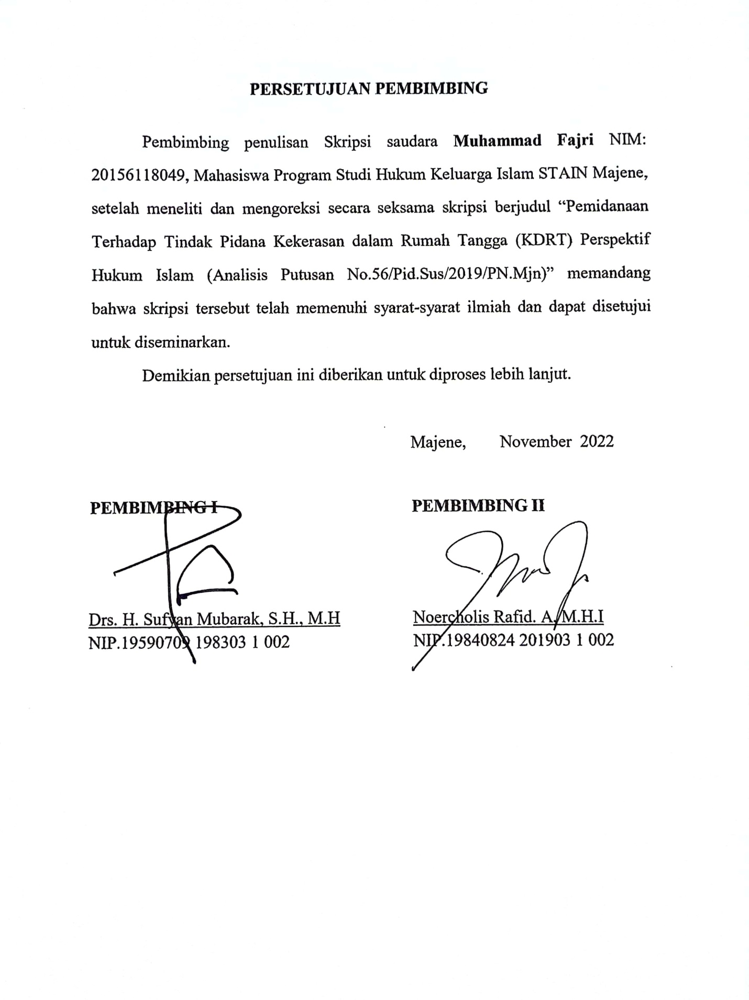 PERSETUJUAN PEMBIMBING
Pembimbing penulisan Skripsi saudara Muhammad Fajri NIM:
20156118049, Mahasiswa Program Studi Hukum Keluarga Islam STAIN Majene,
setelah meneliti dan mengoreksi secara seksama skripsi berjudul “Pemidanaan
Terhadap Tindak Pidana Kekerasan dalam Rumah Tangga (KDRT) Perspektif
Hukum Islam (Analisis Putusan No.56/Pid.Sus/2019/PN.Mjn)” memandang
bahwa skripsi tersebut telah memenuhi syarat-syarat ilmiah dan dapat disetujui
untuk diseminarkan.
Demikian persetujuan ini diberikan untuk diproses lebih lanjut.
Majene, November 2022
PEMBIMBING I
PEMBIMBING II
Drs. H. Sufyan Mubarak, S.H., M.H
Noercholis Rafid. A, M.H.I
NIP.19590709 198303 1 002
NIP.19840824 201903 1 002